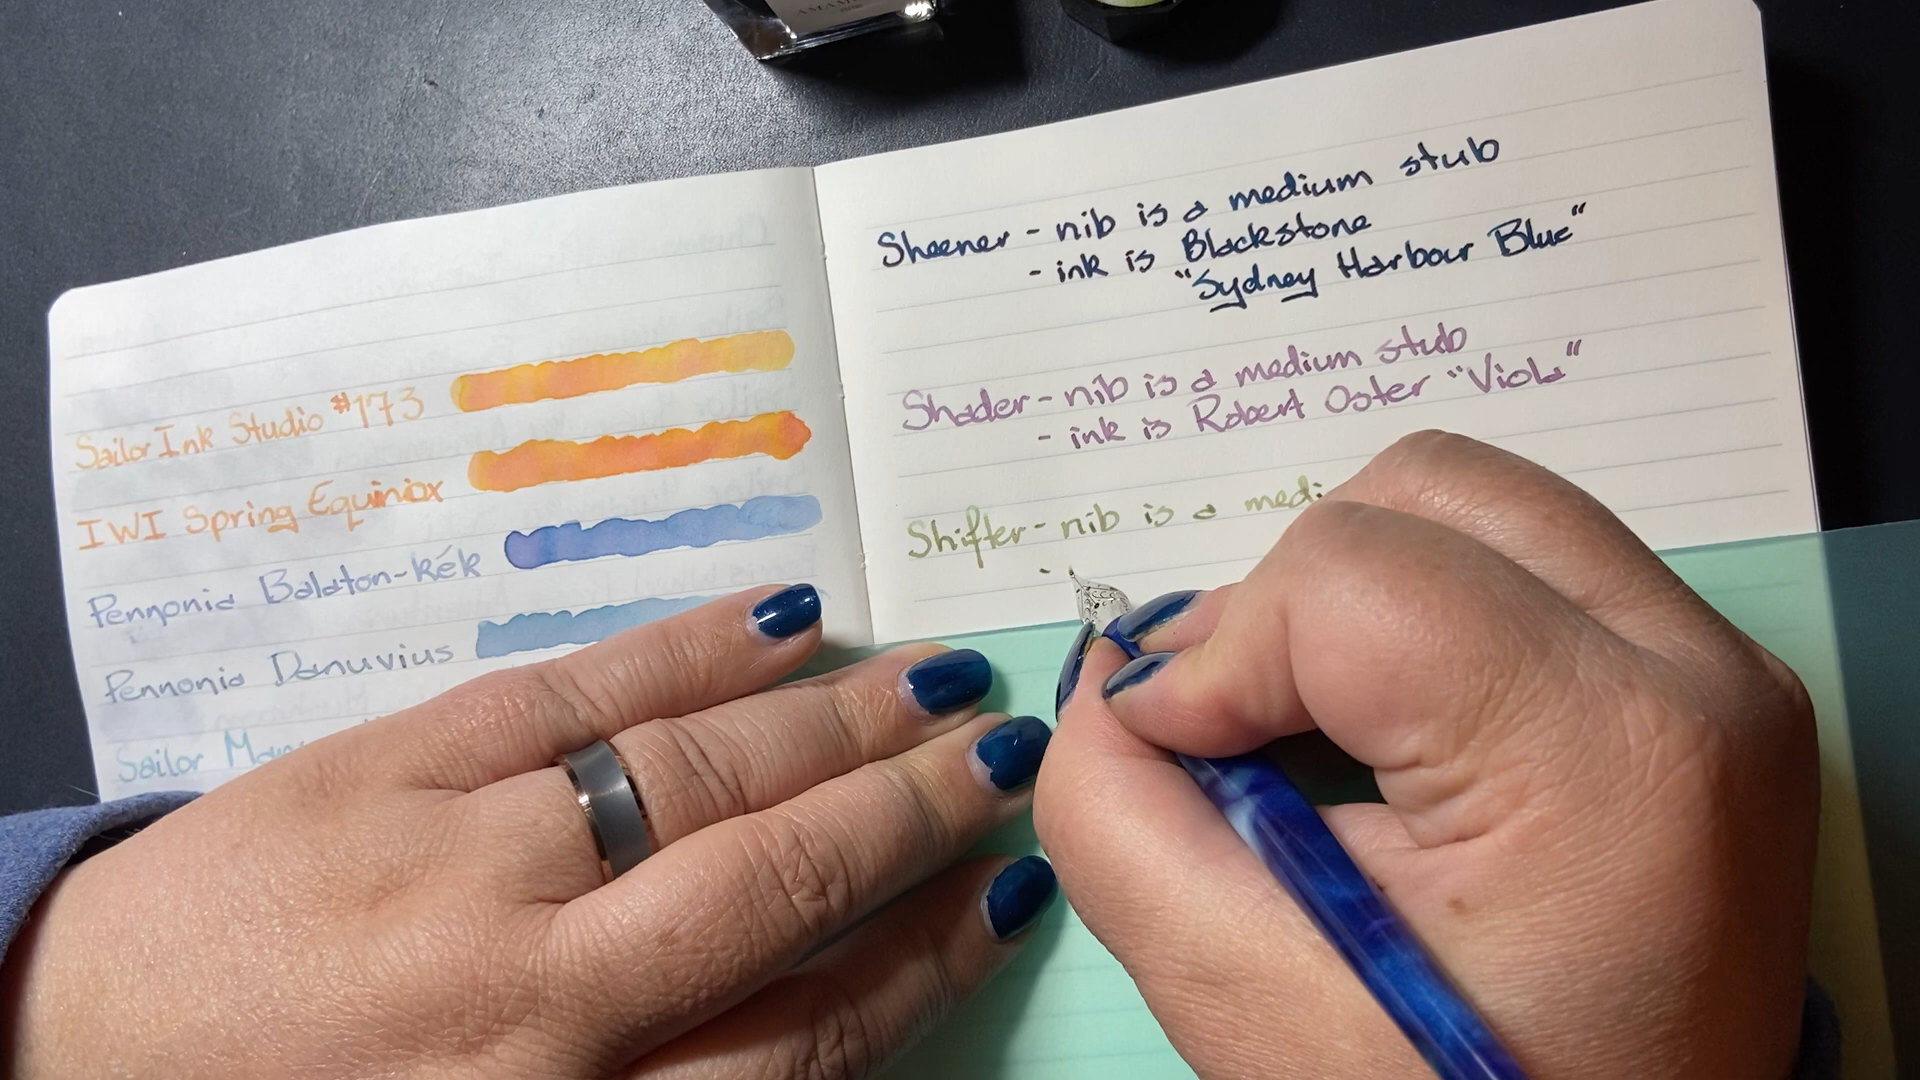 Sailor Ink Studio #173
IWI Spring Equinox
Pennonia Balaton-kék
Pennonia Danuvius
Sailor
Sheener - nib is a medium stub
- ink is Blackstone
"Sydney Harbour Blue"
Shader - nib is a medium stub
- ink is Robert Oster "Viola"
Shifter - nib is a medi
-